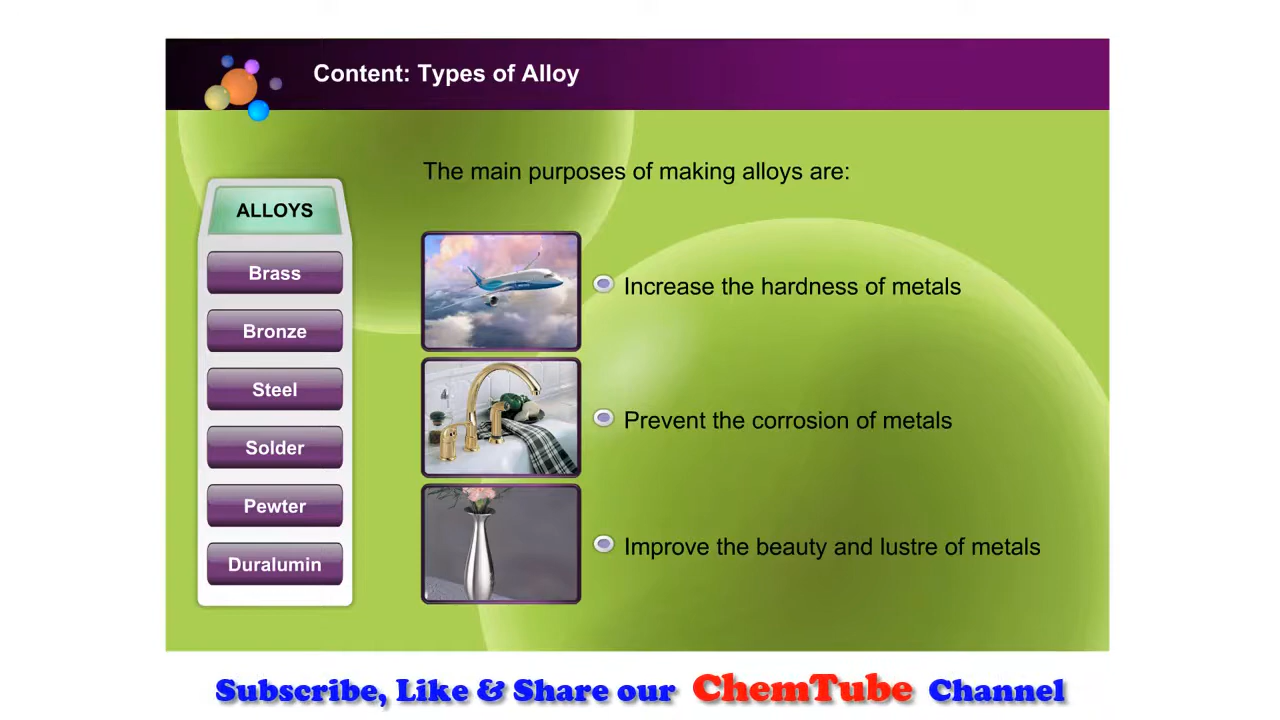 Content: Types of Alloy
The main purposes of making alloys are:
ALLOYS
Brass
Bronze
Steel
Solder
Pewter
Duralumin
Increase the hardness of metals
Prevent the corrosion of metals
Improve the beauty and lustre of metals
Subscribe, Like & Share our ChemTube Channel